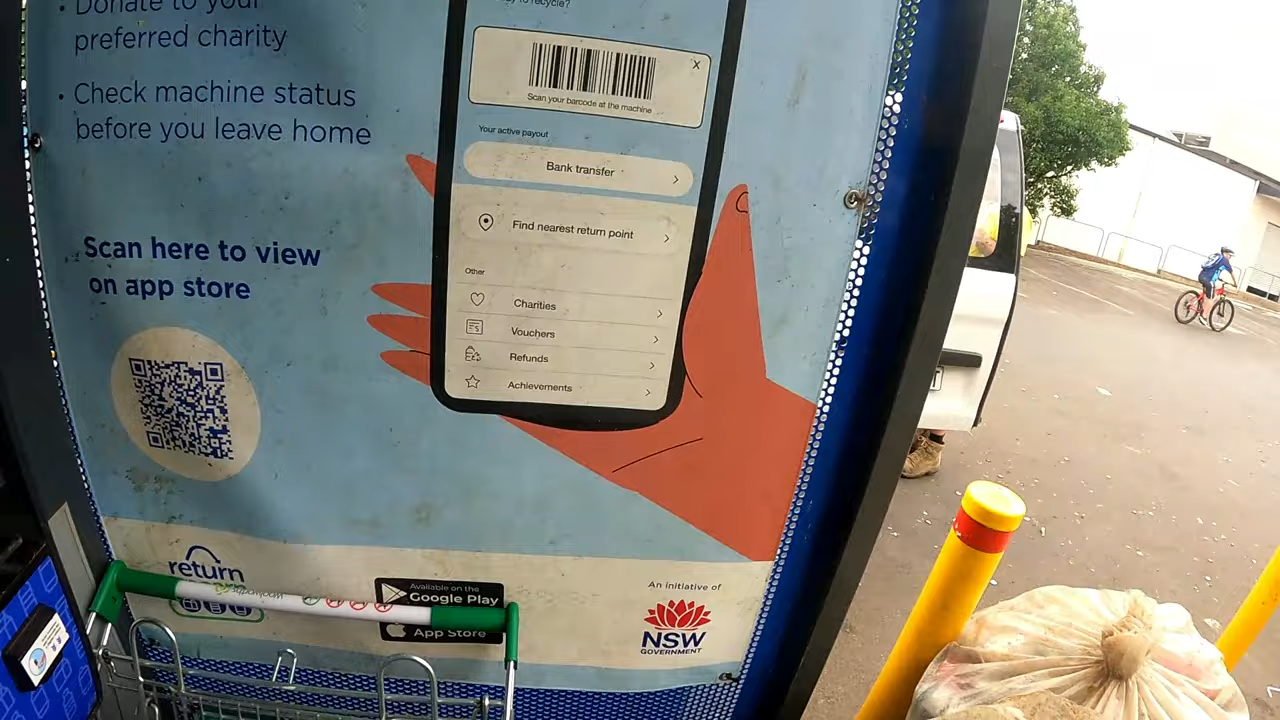 • Donate to your
preferred charity
• Check machine status
before you leave home
Scan here to view
on app store
to recycle?
X
Scan your barcode at the machine
Your active payout
Bank transfer
Find nearest return point
Other
Charities
Vouchers
Refunds
Achievements
return
Available on the
Google Play
App Store
An initiative of
NSW
GOVERNMENT